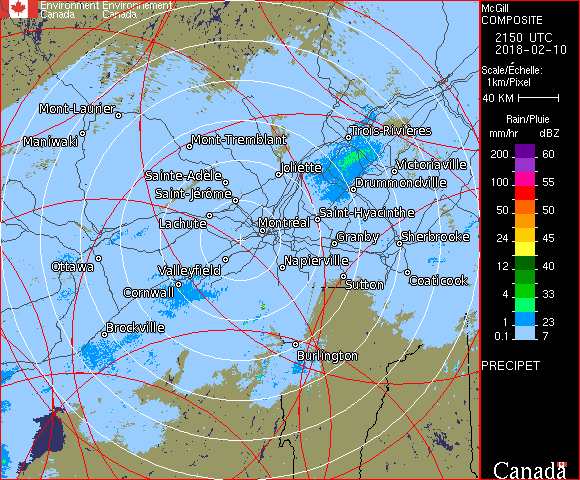 Environment Environnement
Canada Canada
McGill
COMPOSITE
2150 UTC
2018-02-10
Scale/Échelle:
1km/Pixel
40 KM
Rain/Pluie
mm/hr dBZ
200 60
100 55
50 50
24 45
12 40
4 33
1 23
0.1 7
PRECIPET
Canada
Mont-Laurier
Maniwaki
Mont-Tremblant
Trois-Rivières
Joliette
Victoriaville
Sainte-Adèle
Drummondville
Saint-Jérôme
Saint-Hyacinthe
Lachute
Montréal
Granby
Sherbrooke
Ottawa
Valleyfield
Napierville
Coaticook
Sutton
Cornwall
Brockville
Burlington